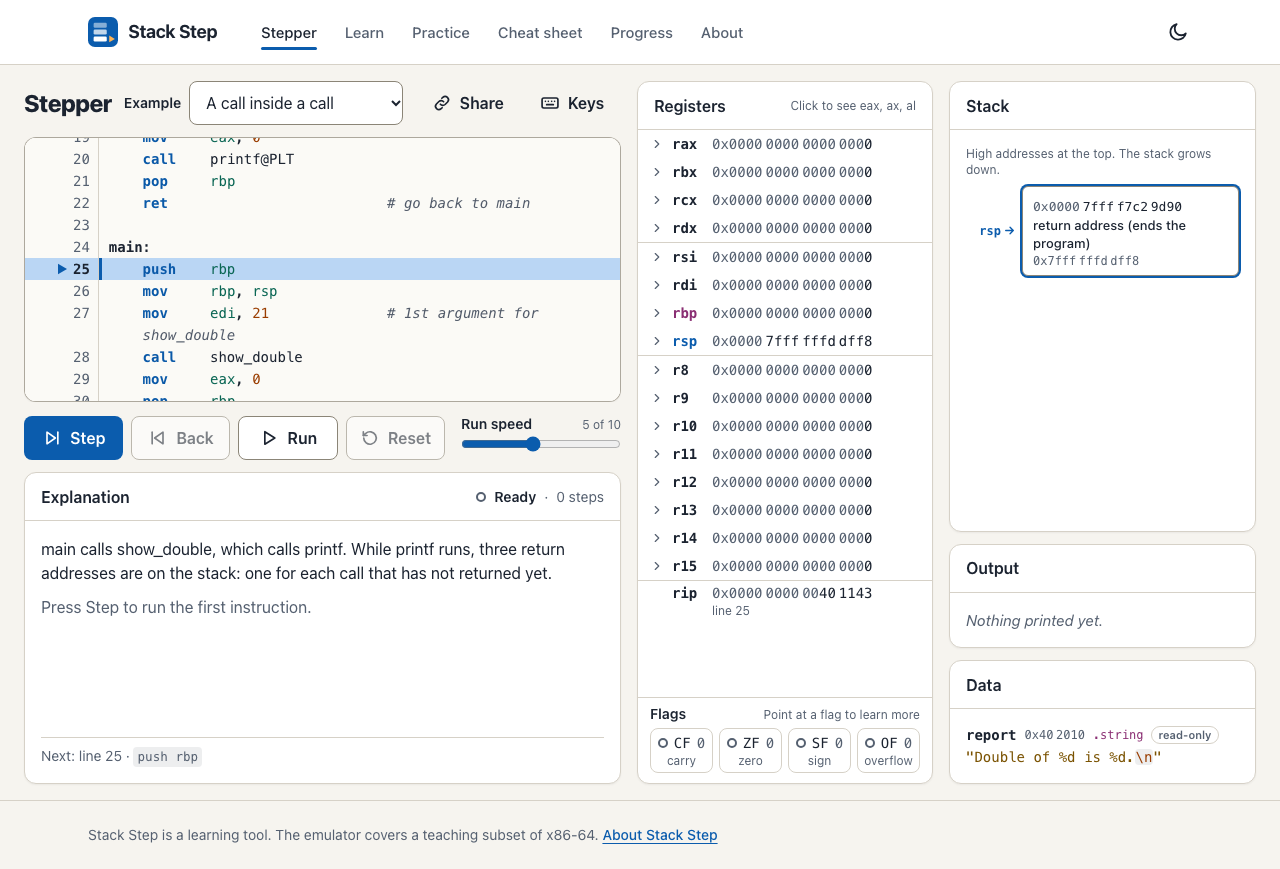 Stack Step
Stepper Learn Practice Cheat sheet Progress About
Stepper Example A call inside a call Share Keys
19 mov eax, 0
20 call printf@PLT
21 pop rbp
22 ret # go back to main
23
24 main:
25 push rbp
26 mov rbp, rsp
27 mov edi, 21 # 1st argument for
show_double
28 call show_double
29 mov eax, 0
30 pop rbp
Step Back Run Reset Run speed 5 of 10
Explanation Ready · 0 steps
main calls show_double, which calls printf. While printf runs, three return
addresses are on the stack: one for each call that has not returned yet.
Press Step to run the first instruction.
Next: line 25 · push rbp
Registers Click to see eax, ax, al
rax 0x0000 0000 0000 0000
rbx 0x0000 0000 0000 0000
rcx 0x0000 0000 0000 0000
rdx 0x0000 0000 0000 0000
rsi 0x0000 0000 0000 0000
rdi 0x0000 0000 0000 0000
rbp 0x0000 0000 0000 0000
rsp 0x0000 7fff fffd dff8
r8 0x0000 0000 0000 0000
r9 0x0000 0000 0000 0000
r10 0x0000 0000 0000 0000
r11 0x0000 0000 0000 0000
r12 0x0000 0000 0000 0000
r13 0x0000 0000 0000 0000
r14 0x0000 0000 0000 0000
r15 0x0000 0000 0000 0000
rip 0x0000 0000 0040 1143
line 25
Flags Point at a flag to learn more
CF 0 ZF 0 SF 0 OF 0
carry zero sign overflow
Stack
High addresses at the top. The stack grows
down.
0x0000 7fff f7c2 9d90
rsp → return address (ends the
program)
0x7fff fffd dff8
Output
Nothing printed yet.
Data
report 0x40 2010 .string read-only
"Double of %d is %d.\n"
Stack Step is a learning tool. The emulator covers a teaching subset of x86-64. About Stack Step